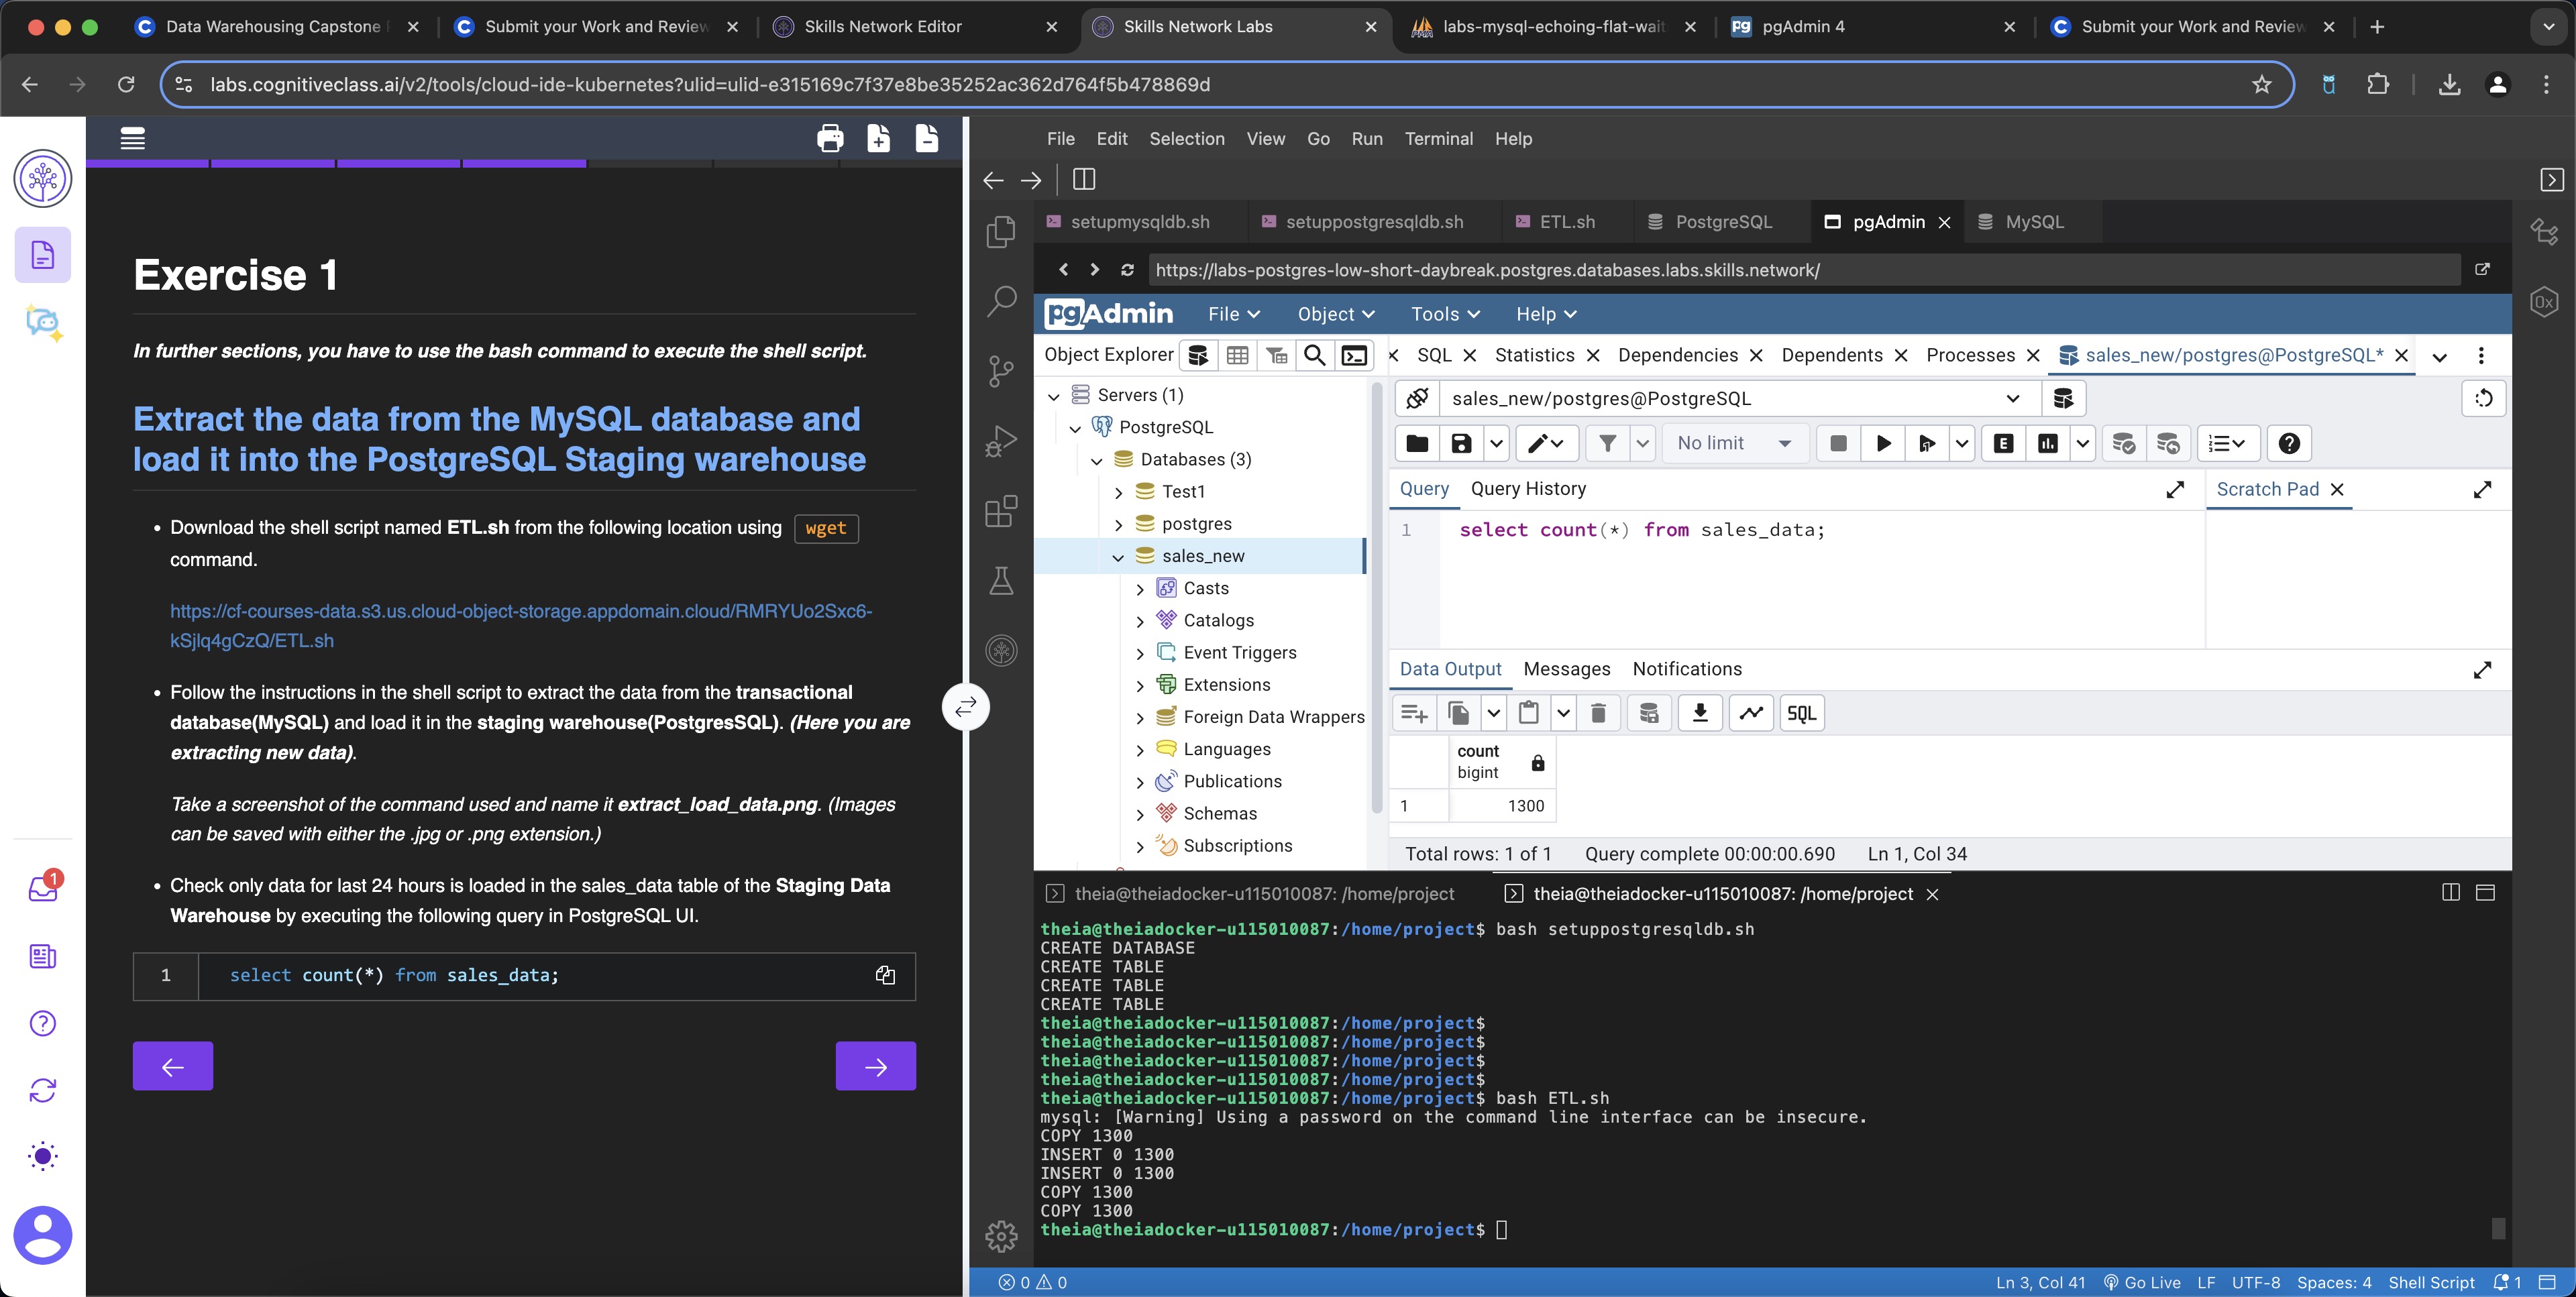 Data Warehousing Capstone
Submit your Work and Review
Skills Network Editor
Skills Network Labs
labs-mysql-echoing-flat-wait
pgAdmin 4
Submit your Work and Review
labs.cognitiveclass.ai/v2/tools/cloud-ide-kubernetes?ulid=ulid-e315169c7f37e8be35252ac362d764f5b478869d
Exercise 1
In further sections, you have to use the bash command to execute the shell script.
Extract the data from the MySQL database and
load it into the PostgreSQL Staging warehouse
• Download the shell script named ETL.sh from the following location using wget
command.
https://cf-courses-data.s3.us.cloud-object-storage.appdomain.cloud/RMRYUo2Sxc6-
kSjlq4gCzQ/ETL.sh
• Follow the instructions in the shell script to extract the data from the transactional
database(MySQL) and load it in the staging warehouse(PostgresSQL). (Here you are
extracting new data).
Take a screenshot of the command used and name it extract_load_data.png. (Images
can be saved with either the .jpg or .png extension.)
• Check only data for last 24 hours is loaded in the sales_data table of the Staging Data
Warehouse by executing the following query in PostgreSQL UI.
1 select count(*) from sales_data;
1
File Edit Selection View Go Run Terminal Help
setupmysqldb.sh setuppostgresqldb.sh ETL.sh PostgreSQL pgAdmin MySQL
https://labs-postgres-low-short-daybreak.postgres.databases.labs.skills.network/
pgAdmin File Object Tools Help
Object Explorer
SQL Statistics Dependencies Dependents Processes sales_new/postgres@PostgreSQL*
Servers (1)
PostgreSQL
Databases (3)
Test1
postgres
sales_new
Casts
Catalogs
Event Triggers
Extensions
Foreign Data Wrappers
Languages
Publications
Schemas
Subscriptions
sales_new/postgres@PostgreSQL
No limit
E
Query Query History
Scratch Pad
1 select count(*) from sales_data;
Data Output Messages Notifications
SQL
count
bigint
1 1300
Total rows: 1 of 1 Query complete 00:00:00.690 Ln 1, Col 34
0x
theia@theiadocker-u115010087: /home/project theia@theiadocker-u115010087: /home/project
theia@theiadocker-u115010087:/home/project$ bash setuppostgresqldb.sh
CREATE DATABASE
CREATE TABLE
CREATE TABLE
CREATE TABLE
theia@theiadocker-u115010087:/home/project$
theia@theiadocker-u115010087:/home/project$
theia@theiadocker-u115010087:/home/project$
theia@theiadocker-u115010087:/home/project$
theia@theiadocker-u115010087:/home/project$ bash ETL.sh
mysql: [Warning] Using a password on the command line interface can be insecure.
COPY 1300
INSERT 0 1300
INSERT 0 1300
COPY 1300
COPY 1300
theia@theiadocker-u115010087:/home/project$
0 0
Ln 3, Col 41 Go Live LF UTF-8 Spaces: 4 Shell Script 1